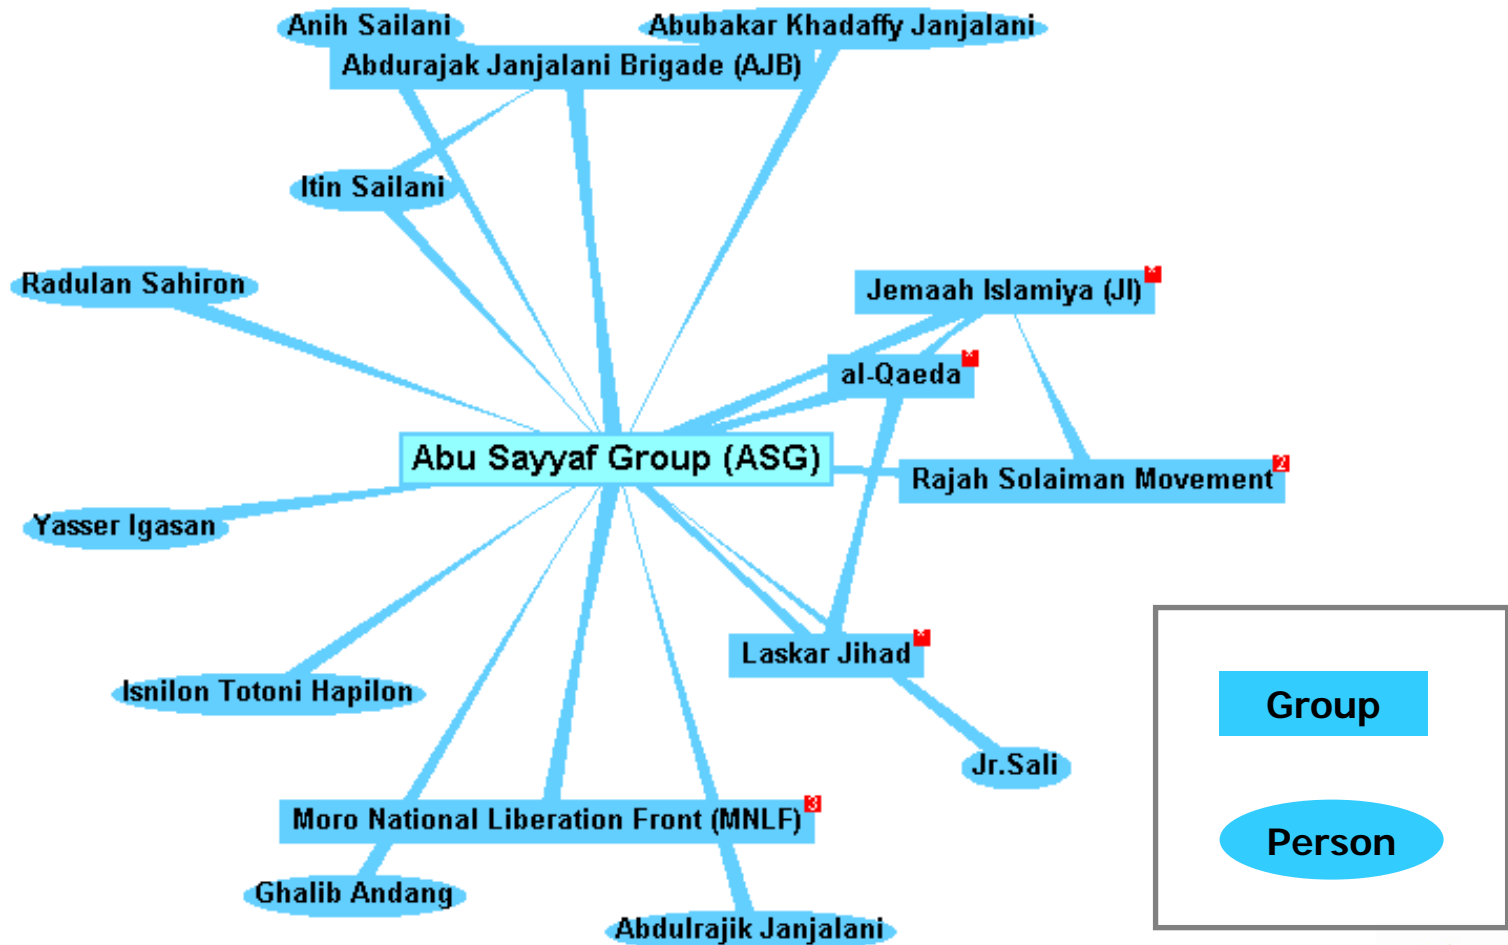 Anih Sailani
Abubakar Khadaffy Janjalani
Abdurajak Janjalani Brigade (AJB)
Itin Sailani
Radulan Sahiron
Jemaah Islamiya (JI)
al-Qaeda
Abu Sayyaf Group (ASG)
Rajah Solaiman Movement
2
Yasser Igasan
Laskar Jihad
Isnilon Totoni Hapilon
Jr.Sali
Moro National Liberation Front (MNLF)
3
Ghalib Andang
Abdulrajik Janjalani
Group
Person